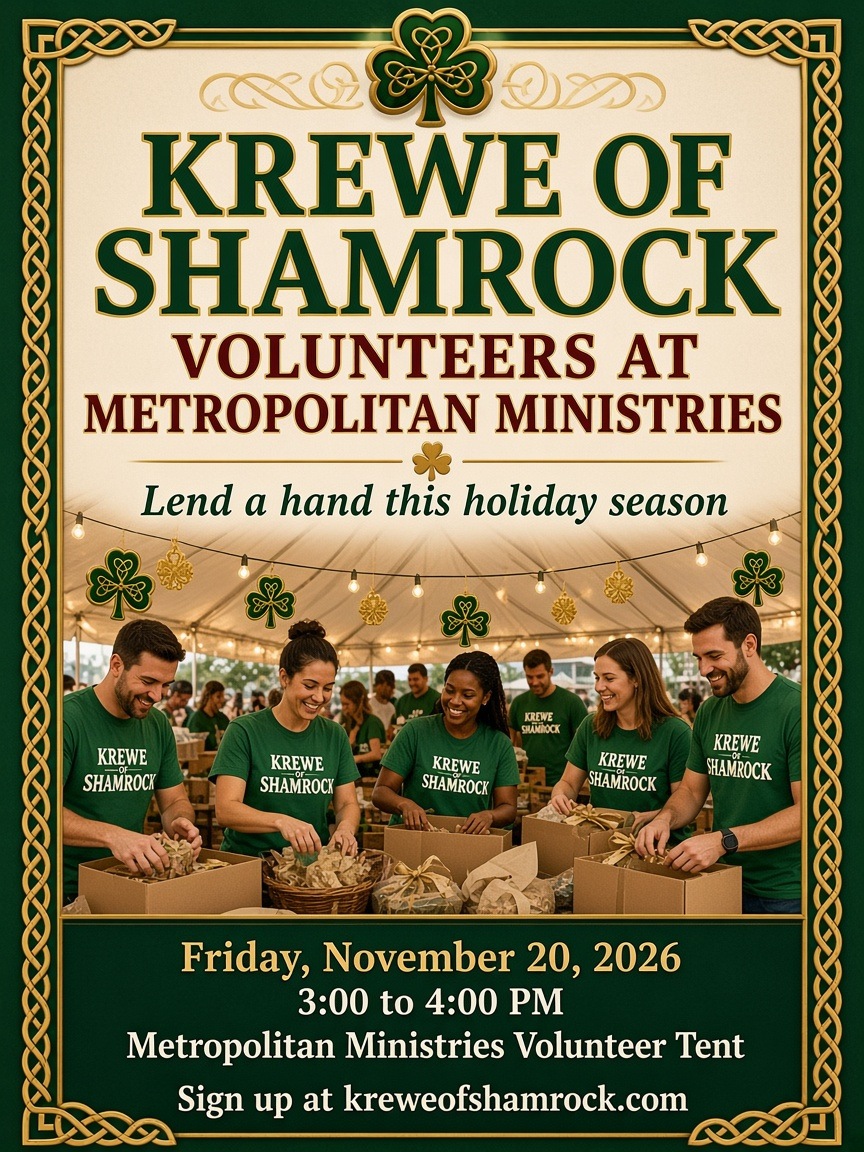 KREWE OF
SHAMROCK
VOLUNTEERS AT
METROPOLITAN MINISTRIES
Lend a hand this holiday season
KREWE
OF
SHAMROCK
KREWE
OF
SHAMROCK
KREWE
OF
SHAMROCK
KREWE
SHAMROCK
KREWE
OF
SHAMROCK
KREWE
OF
SHAMROCK
Friday, November 20, 2026
3:00 to 4:00 PM
Metropolitan Ministries Volunteer Tent
Sign up at kreweofshamrock.com